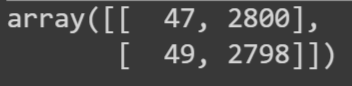 array([[  47, 2800],
       [  49, 2798]])